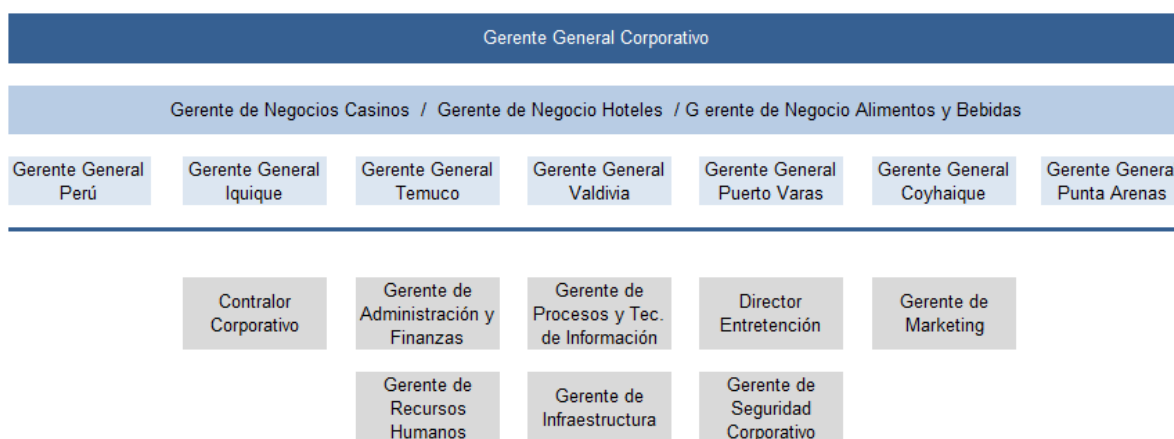 Gerente General Corporativo
Gerente de Negocios Casinos / Gerente de Negocio Hoteles / G erente de Negocio Alimentos y Bebidas
Gerente General
Perú
Gerente General
Iquique
Gerente General
Temuco
Gerente General
Valdivia
Gerente General
Puerto Varas
Gerente General
Coyhaique
Gerente General
Punta Arenas
Contralor
Corporativo
Gerente de
Administración y
Finanzas
Gerente de
Procesos y Tec.
de Información
Director
Entretención
Gerente de
Marketing
Gerente de
Recursos
Humanos
Gerente de
Infraestructura
Gerente de
Seguridad
Corporativo